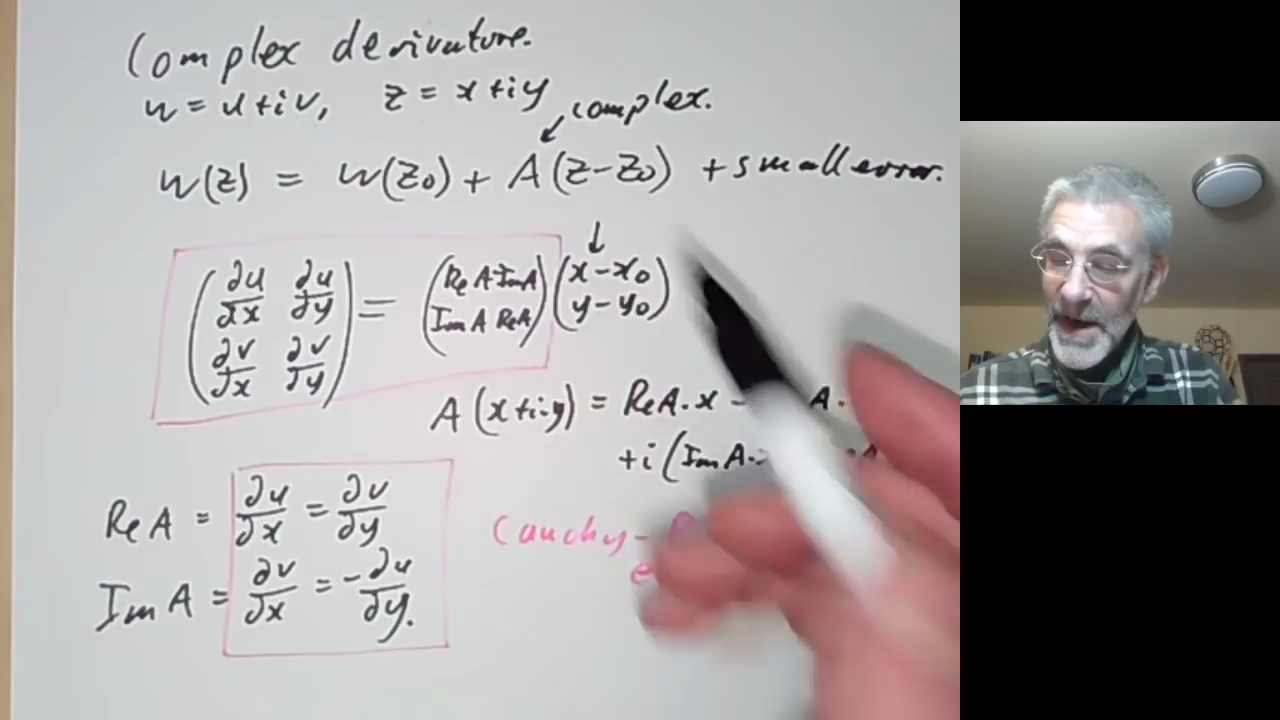 Complex derivature.
w = u+iv, z = x+iy
complex.
w(z) = w(z₀) + A(z-z₀) + small error.
(∂u/∂x ∂u/∂y) = (Re A -Im A) (x-x₀)
(∂v/∂x ∂v/∂y) (Im A Re A) (y-y₀)
A(x+iy) = Re A. x - A.
+i(Im A.
Re A = ∂u/∂x = ∂v/∂y
Cauchy-
Im A = ∂v/∂x = -∂u/∂y.